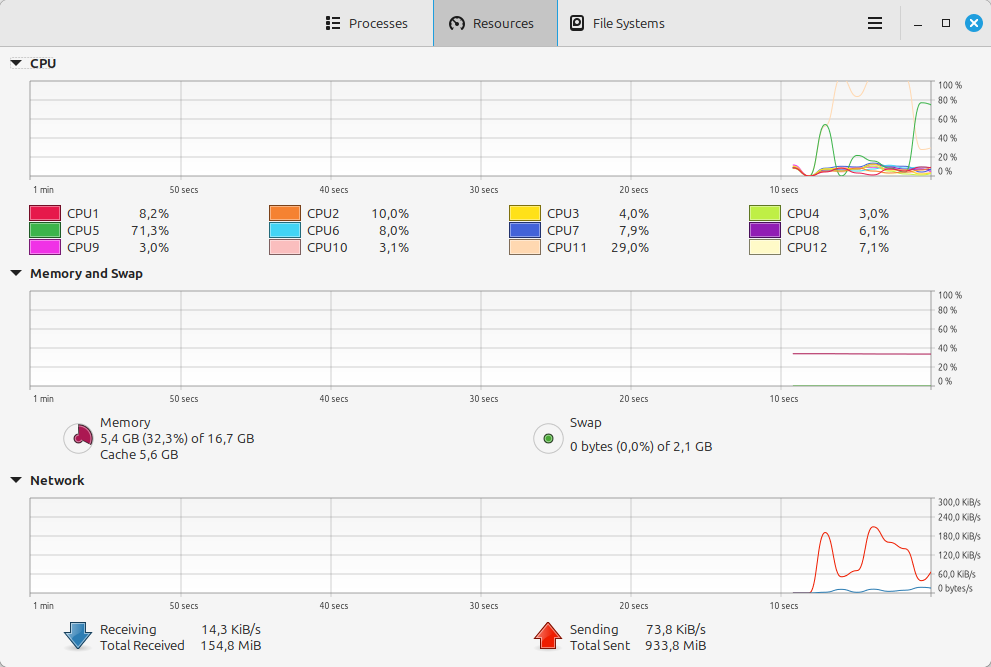 Processes Resources File Systems
CPU
100 %
80 %
60 %
40 %
20 %
0 %
1 min 50 secs 40 secs 30 secs 20 secs 10 secs
CPU1 8,2% CPU2 10,0% CPU3 4,0% CPU4 3,0%
CPU5 71,3% CPU6 8,0% CPU7 7,9% CPU8 6,1%
CPU9 3,0% CPU10 3,1% CPU11 29,0% CPU12 7,1%
Memory and Swap
100 %
80 %
60 %
40 %
20 %
0 %
1 min 50 secs 40 secs 30 secs 20 secs 10 secs
Memory
5,4 GB (32,3%) of 16,7 GB
Cache 5,6 GB
Swap
0 bytes (0,0%) of 2,1 GB
Network
300,0 KiB/s
240,0 KiB/s
180,0 KiB/s
120,0 KiB/s
60,0 KiB/s
0 bytes/s
1 min 50 secs 40 secs 30 secs 20 secs 10 secs
Receiving 14,3 KiB/s
Total Received 154,8 MiB
Sending 73,8 KiB/s
Total Sent 933,8 MiB